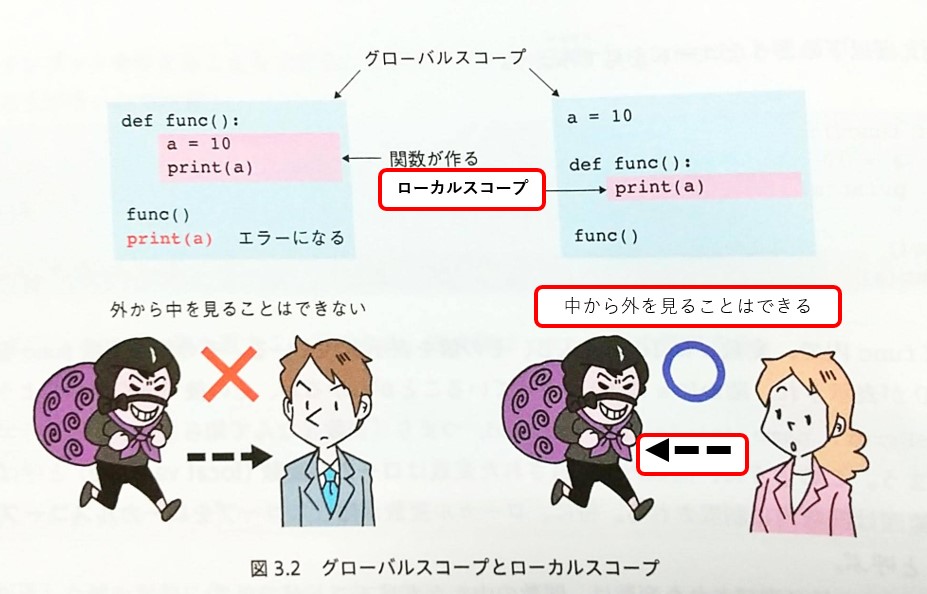 グローバルスコープ
def func():
a = 10
print(a)
func()
print(a) エラーになる
関数が作る
ローカルスコープ
a = 10
def func():
print(a)
func()
外から中を見ることはできない
中から外を見ることはできる
図 3.2 グローバルスコープとローカルスコープ